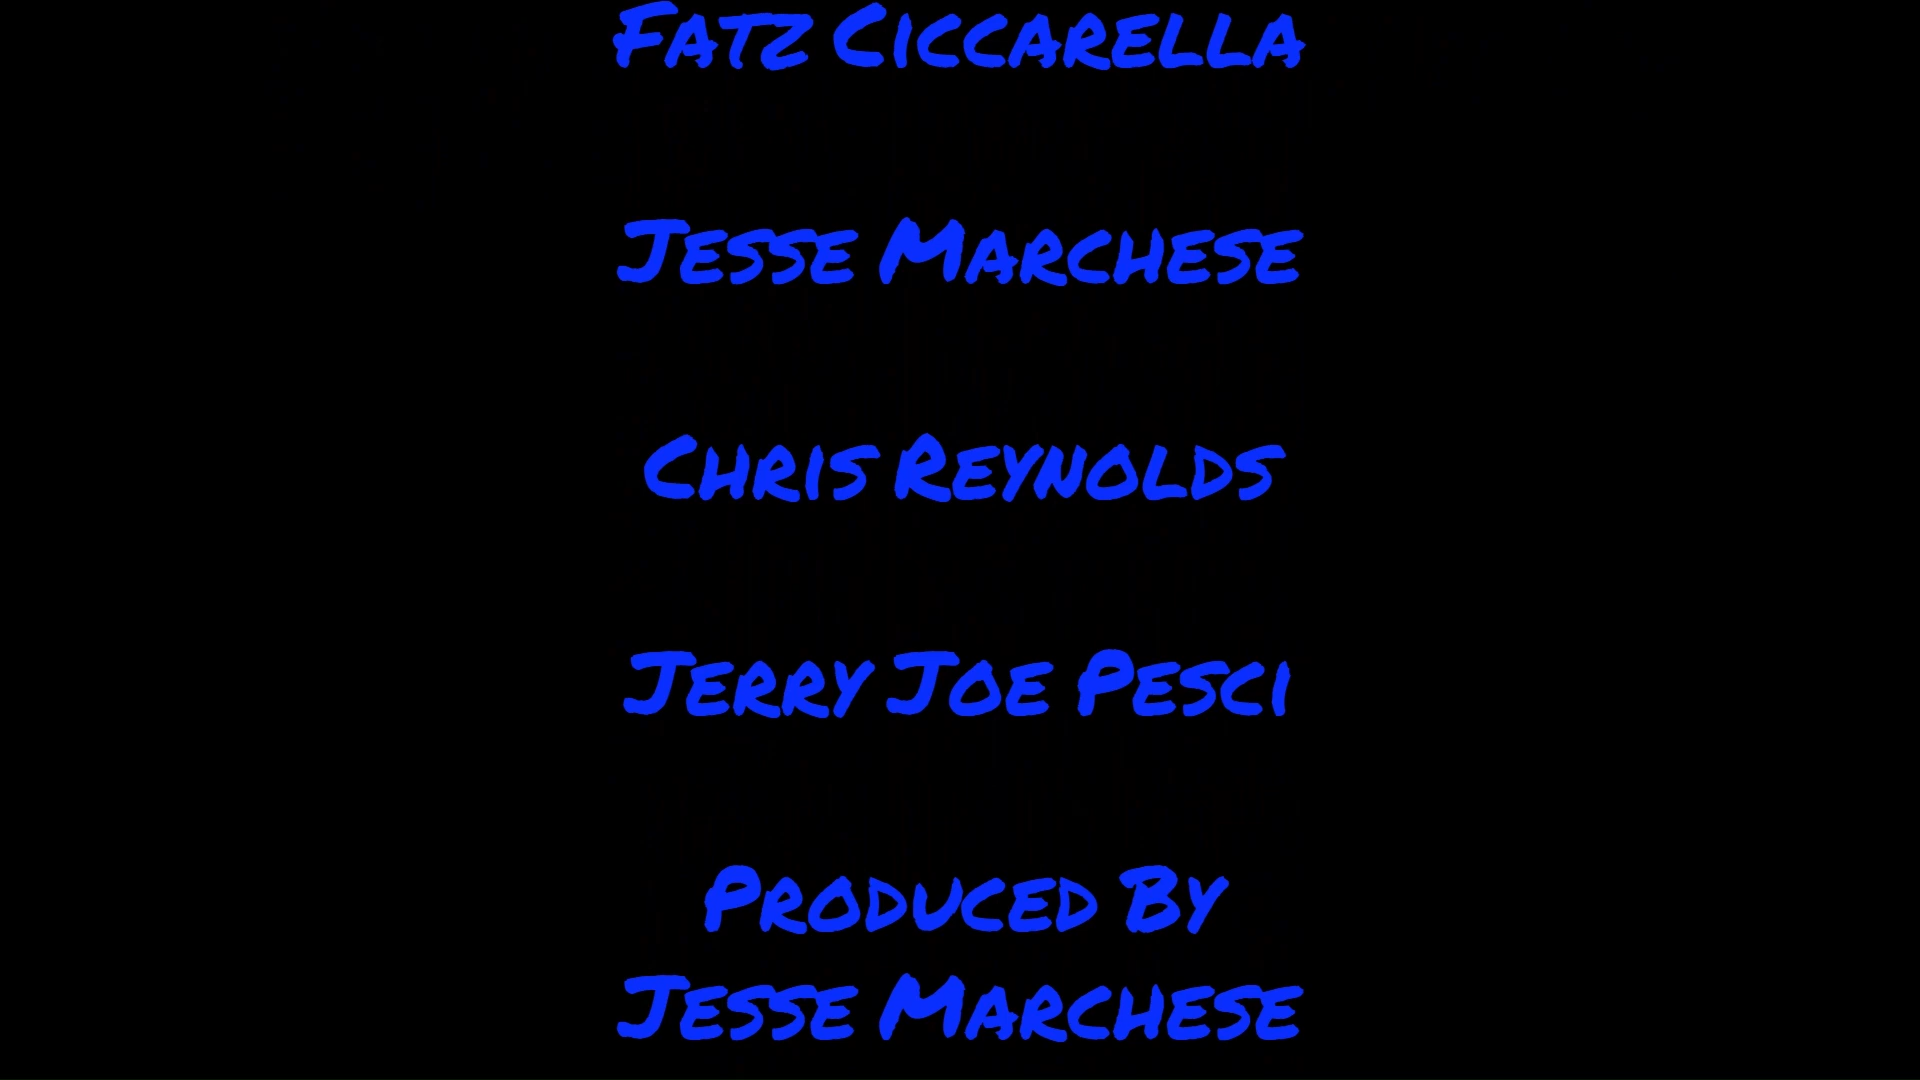 Fatz Ciccarella
Jesse Marchese
Chris Reynolds
Jerry Joe Pesci
Produced By
Jesse Marchese